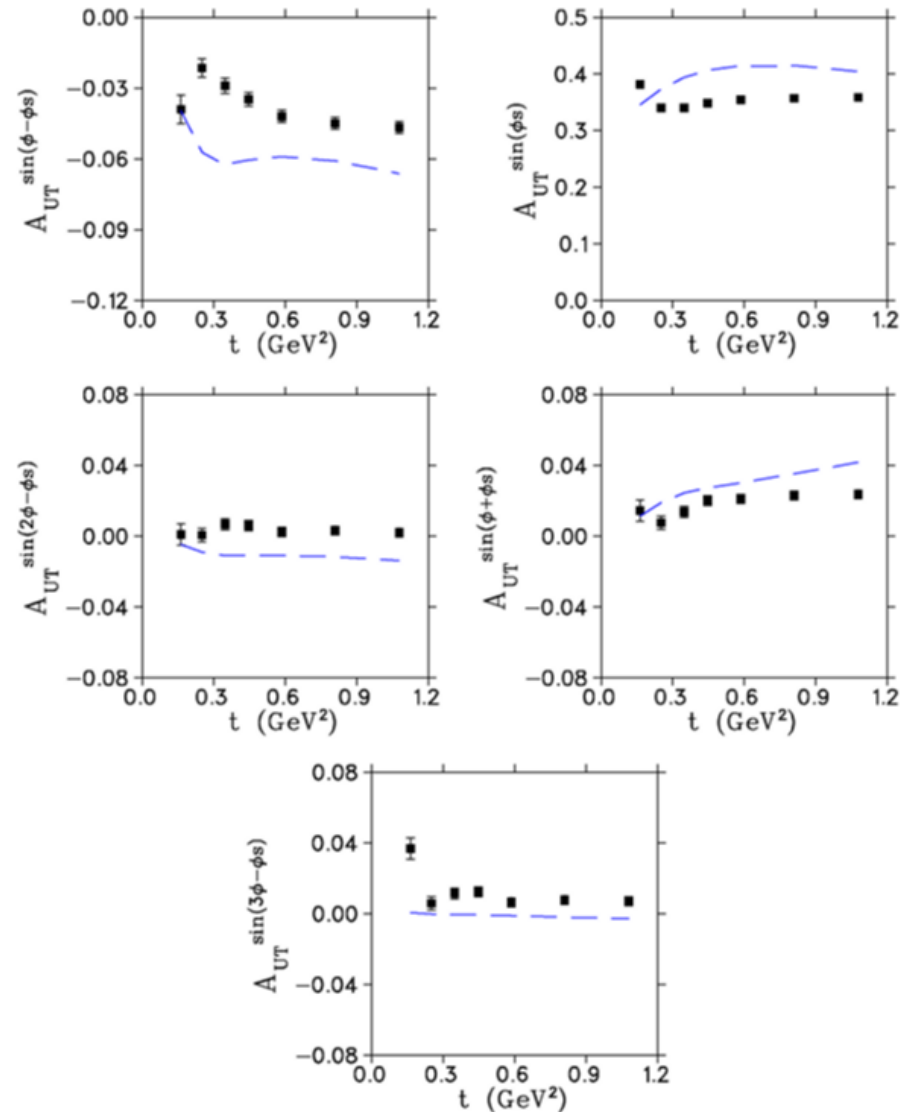 0.00
−0.03
−0.06
−0.09
−0.12
0.0 0.3 0.6 0.9 1.2
t (GeV²)
A_UT^sin(ϕ−ϕs)
0.5
0.4
0.3
0.2
0.1
0.0
0.0 0.3 0.6 0.9 1.2
t (GeV²)
A_UT^sin(ϕs)
0.08
0.04
0.00
−0.04
−0.08
0.0 0.3 0.6 0.9 1.2
t (GeV²)
A_UT^sin(2ϕ−ϕs)
0.08
0.04
0.00
−0.04
−0.08
0.0 0.3 0.6 0.9 1.2
t (GeV²)
A_UT^sin(ϕ+ϕs)
0.08
0.04
0.00
−0.04
−0.08
0.0 0.3 0.6 0.9 1.2
t (GeV²)
A_UT^sin(3ϕ−ϕs)